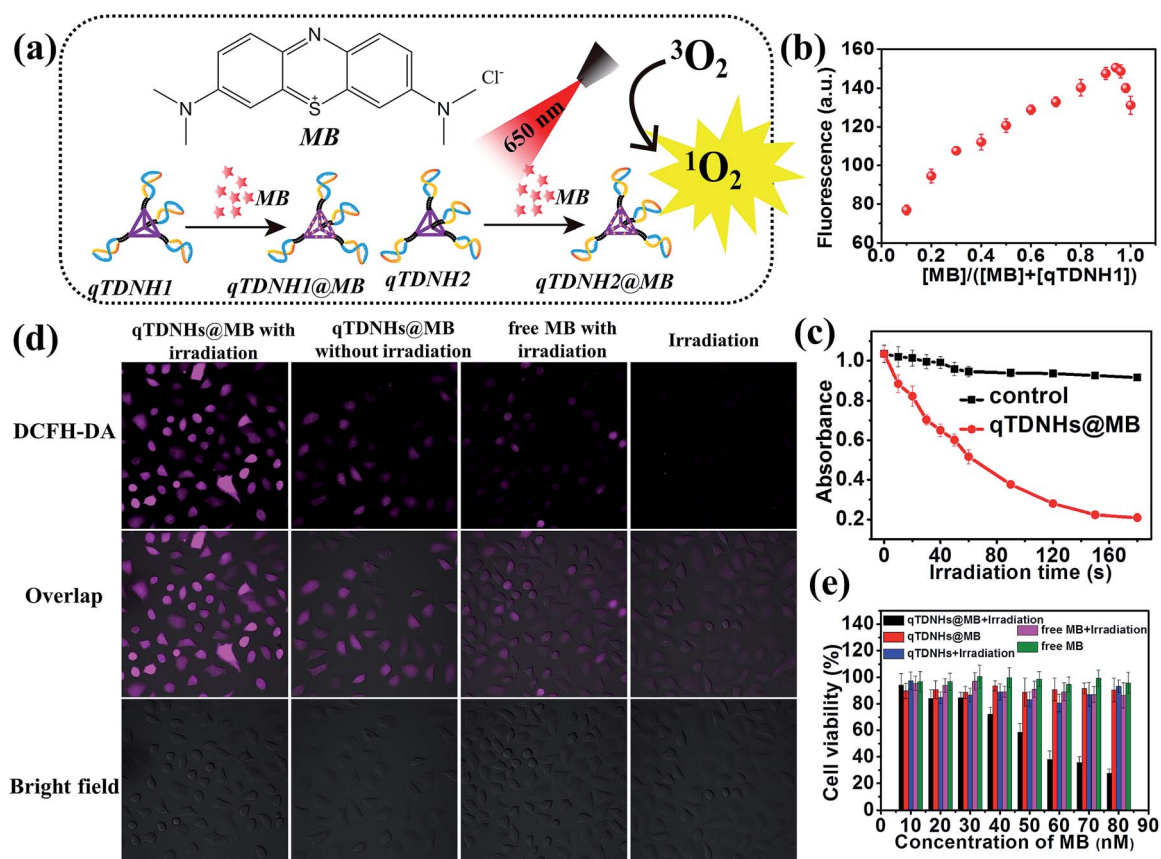 (a)
N
N
S+
N
Cl-
MB
650 nm
3O2
1O2
MB
MB
qTDNH1
qTDNH1@MB
qTDNH2
qTDNH2@MB
(b)
Fluorescence (a.u.)
160
140
120
100
80
60
0.0 0.2 0.4 0.6 0.8 1.0
[MB]/([MB]+[qTDNH1])
(c)
Absorbance
1.0
0.8
0.6
0.4
0.2
control
qTDNHs@MB
0 40 80 120 160
Irradiation time (s)
(d)
qTDNHs@MB with
irradiation
qTDNHs@MB
without irradiation
free MB with
irradiation
Irradiation
DCFH-DA
Overlap
Bright field
(e)
Cell viability (%)
140
120
100
80
60
40
20
0
qTDNHs@MB+Irradiation
qTDNHs@MB
qTDNHs+Irradiation
free MB+Irradiation
free MB
0 10 20 30 40 50 60 70 80 90
Concentration of MB (nM)